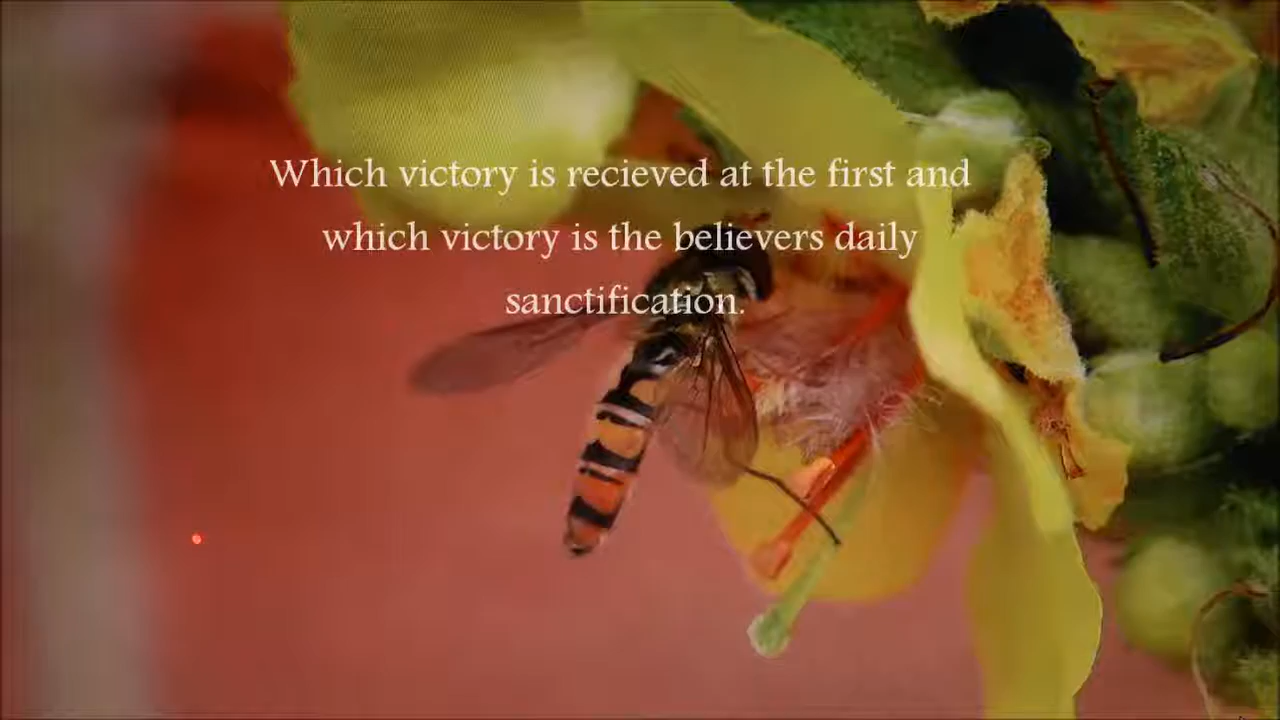 Which victory is recieved at the first and
which victory is the believers daily
sanctification.